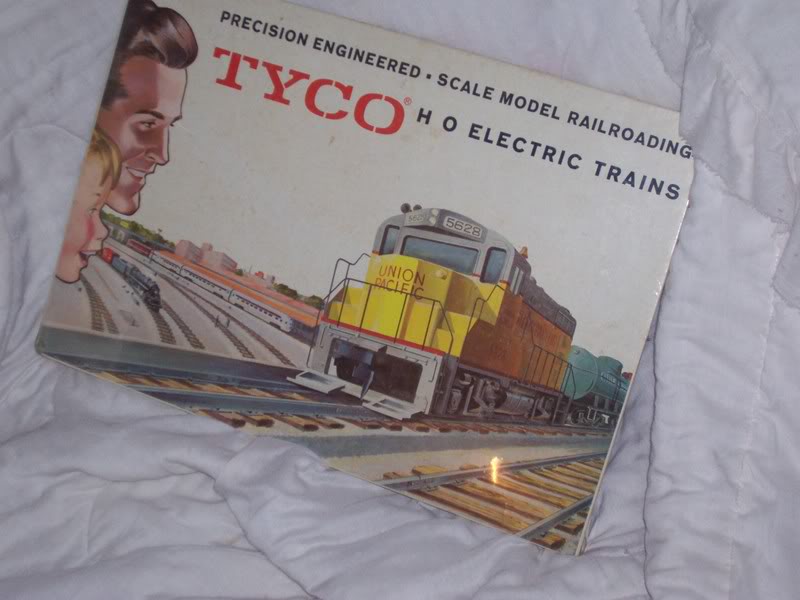 PRECISION ENGINEERED • SCALE MODEL RAILROADING
TYCO® H O ELECTRIC TRAINS
5628
UNION
PACIFIC